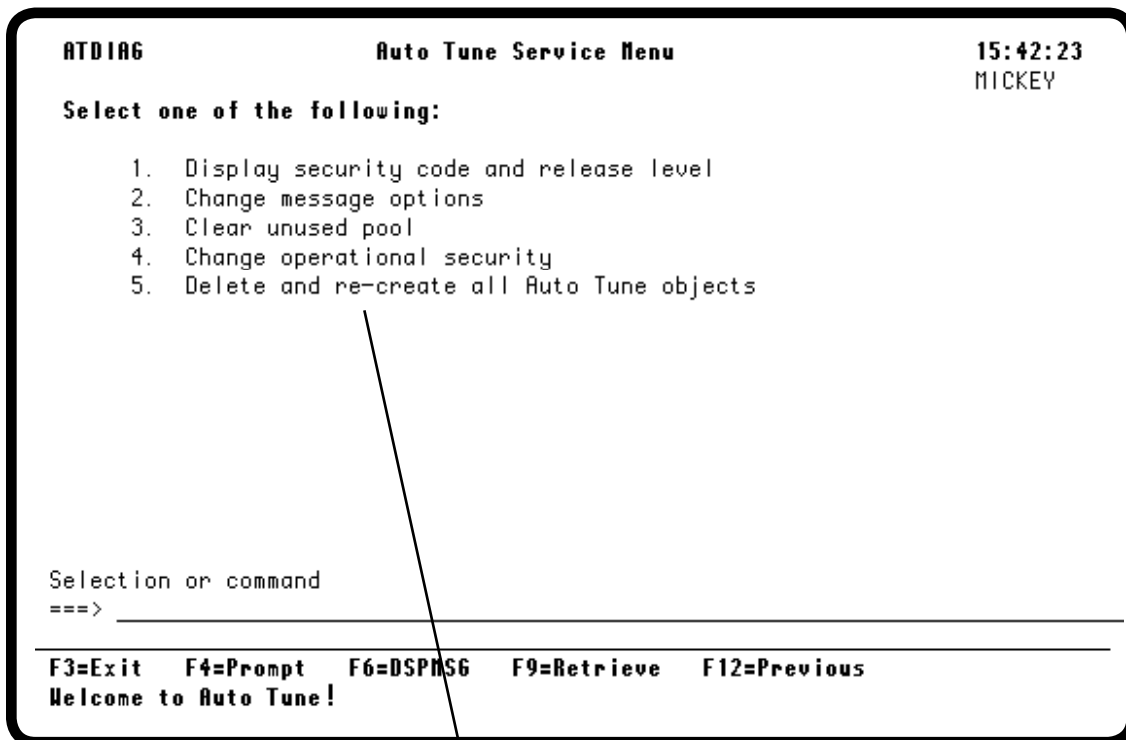 ATDIAG Auto Tune Service Menu 15:42:23
MICKEY
Select one of the following:
1. Display security code and release level
2. Change message options
3. Clear unused pool
4. Change operational security
5. Delete and re-create all Auto Tune objects
Selection or command
===>
F3=Exit F4=Prompt F6=DSPMSG F9=Retrieve F12=Previous
Welcome to Auto Tune!